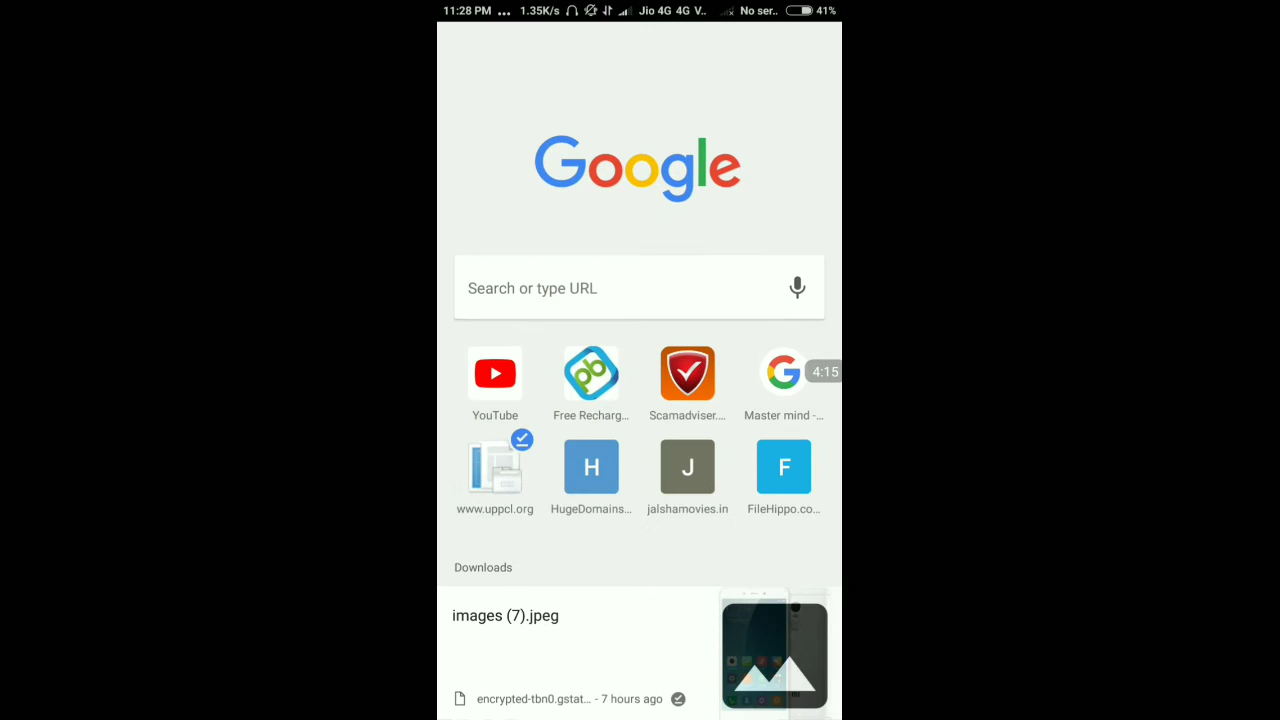 11:28 PM ... 1.35K/s Jio 4G 4G V.. No ser.. 41%
Google
Search or type URL
4:15
YouTube Free Recharg... Scamadviser.... Master mind -...
H J F
www.uppcl.org HugeDomains... jalshamovies.in FileHippo.co...
Downloads
images (7).jpeg
encrypted-tbn0.gstat... - 7 hours ago